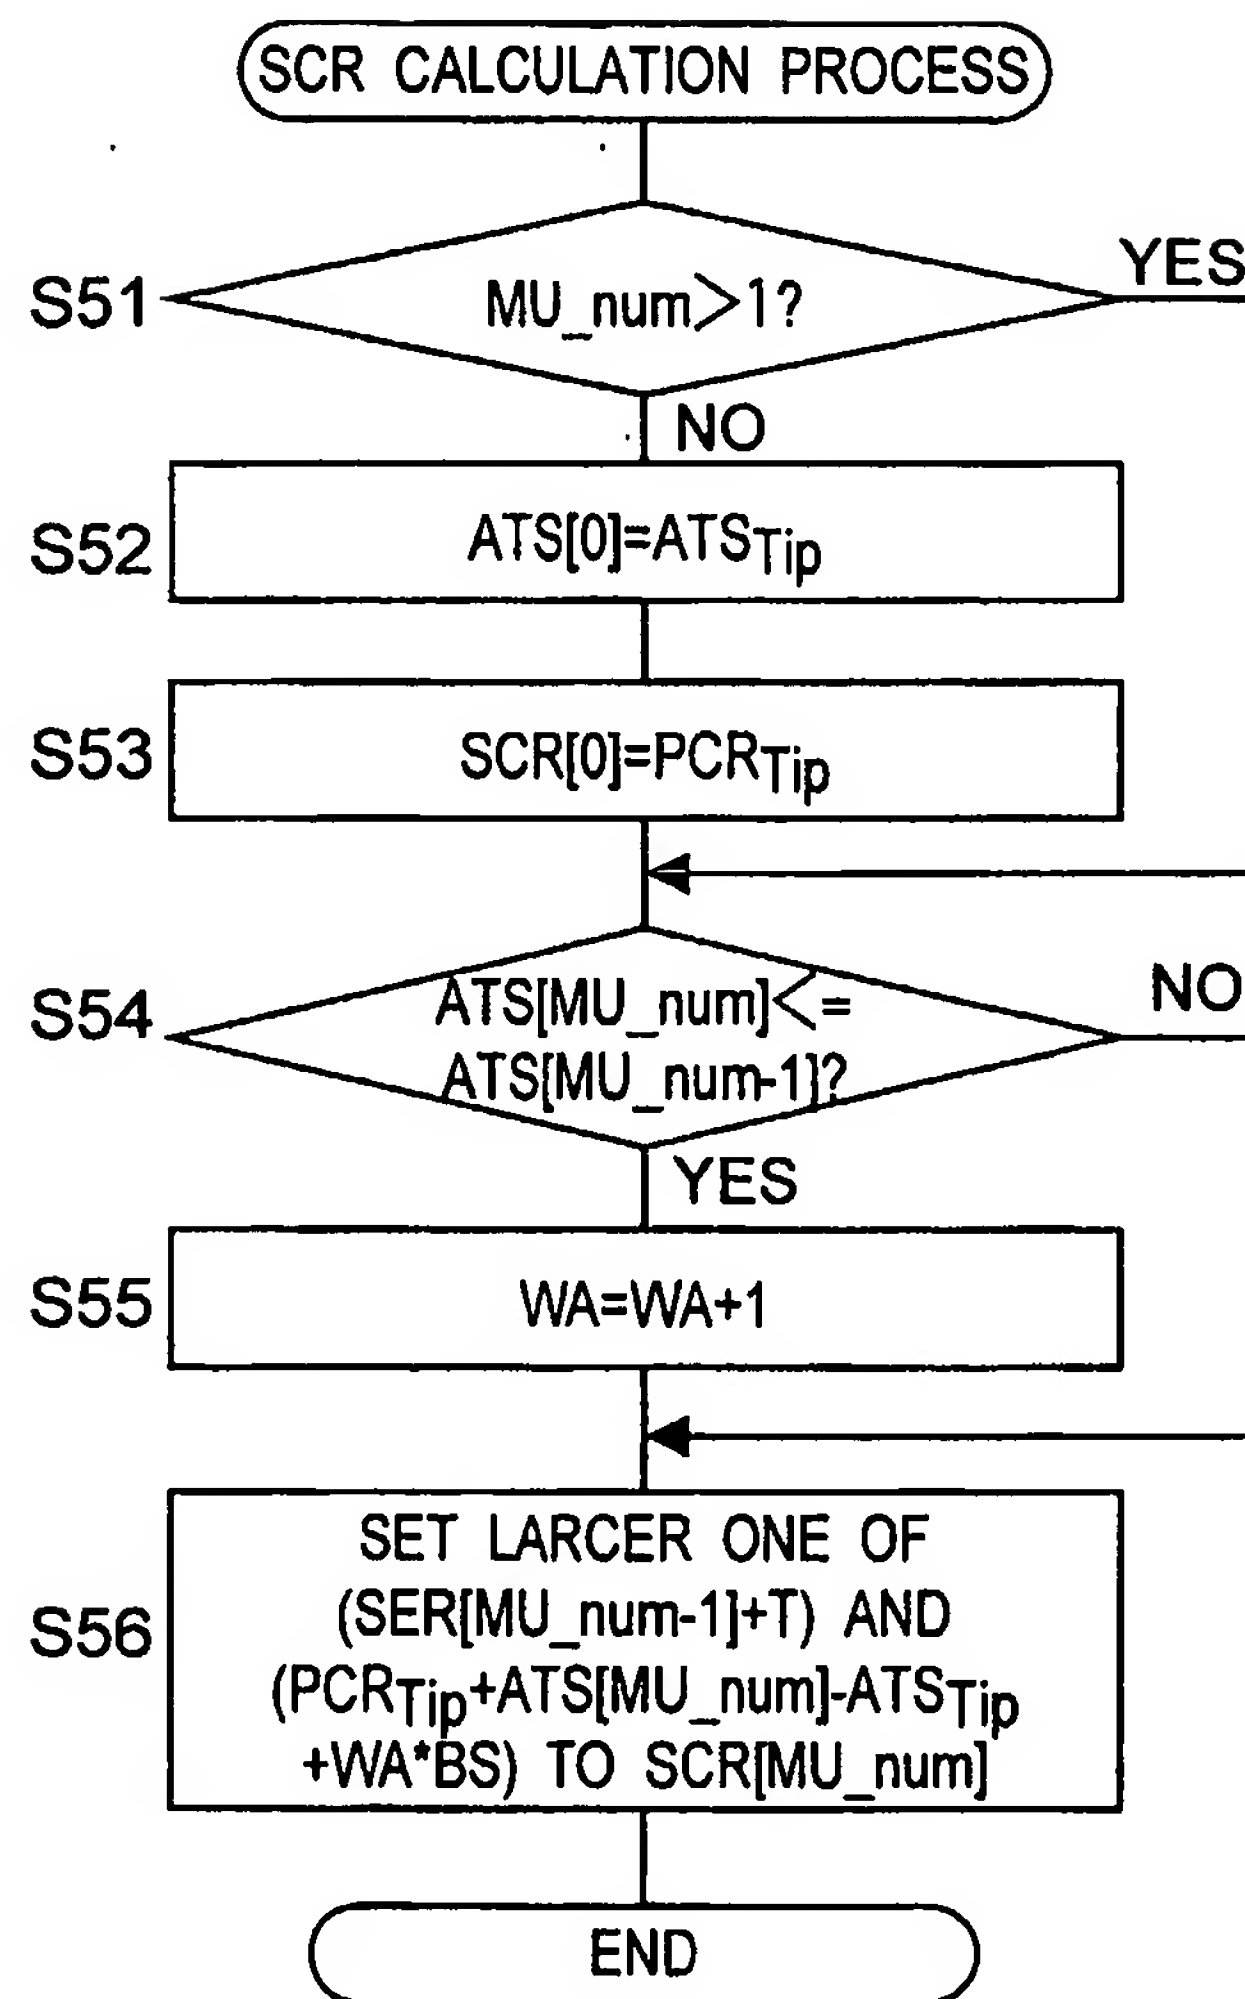 SCR CALCULATION PROCESS
YES
S51
MU_num>1?
NO
S52
ATS[0]=ATSTip
S53
SCR[0]=PCRTip
NO
S54
ATS[MU_num]<=
ATS[MU_num-1]?
YES
S55
WA=WA+1
S56
SET LARCER ONE OF
(SER[MU_num-1]+T) AND
(PCRTip+ATS[MU_num]-ATSTip
+WA*BS) TO SCR[MU_num]
END